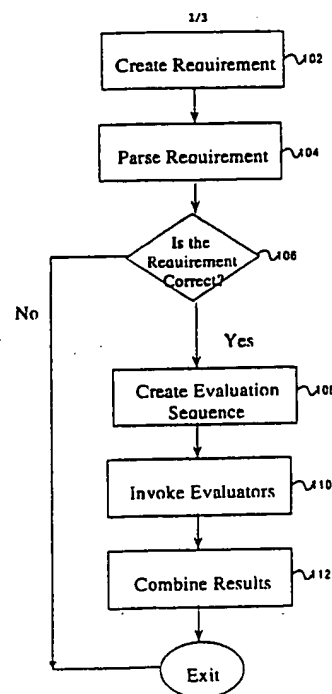 1/3
Create Requirement
102
Parse Requirement
104
Is the
Requirement
Correct?
106
No
Yes
Create Evaluation
Sequence
108
Invoke Evaluators
110
Combine Results
112
Exit